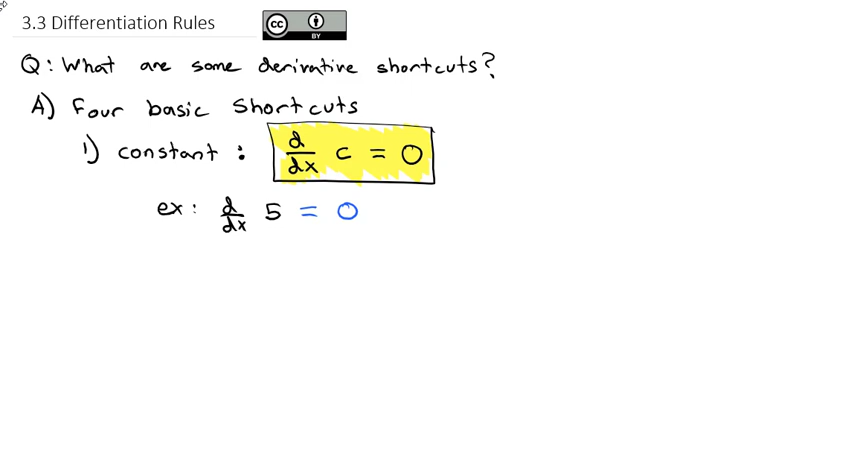 3.3 Differentiation Rules
cc BY
Q: What are some derivative shortcuts?
A) Four basic shortcuts
1) constant: d/dx c = 0
ex: d/dx 5 = 0